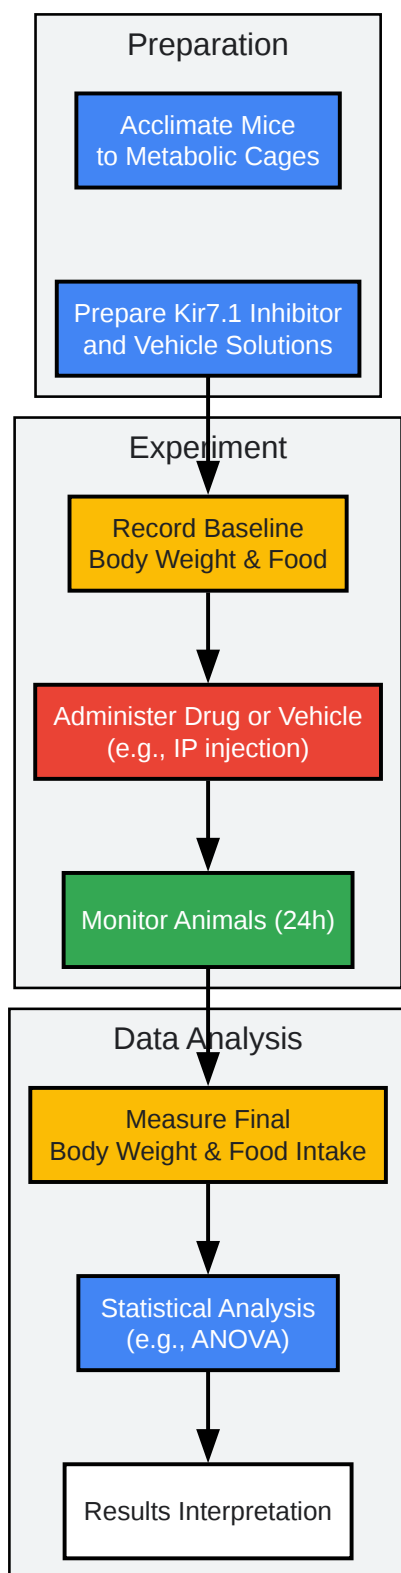 Preparation
Acclimate Mice
to Metabolic Cages
Prepare Kir7.1 Inhibitor
and Vehicle Solutions
Experiment
Record Baseline
Body Weight & Food
Administer Drug or Vehicle
(e.g., IP injection)
Monitor Animals (24h)
Data Analysis
Measure Final
Body Weight & Food Intake
Statistical Analysis
(e.g., ANOVA)
Results Interpretation